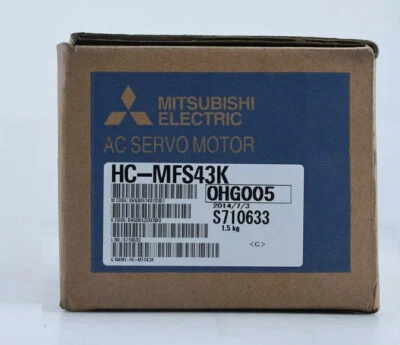 MITSUBISHI
ELECTRIC
AC SERVO MOTOR
HC-MFS43K
OHG005
2014/7/3
S710633
1.5 kg
<G>